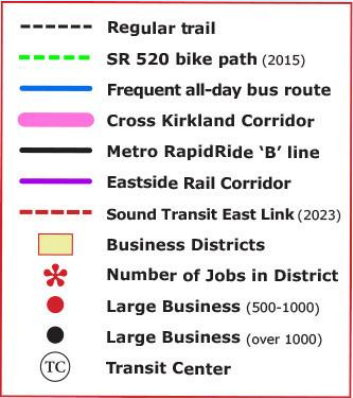 Regular trail
SR 520 bike path (2015)
Frequent all-day bus route
Cross Kirkland Corridor
Metro RapidRide ‘B’ line
Eastside Rail Corridor
Sound Transit East Link (2023)
Business Districts
Number of Jobs in District
Large Business (500-1000)
Large Business (over 1000)
TC Transit Center